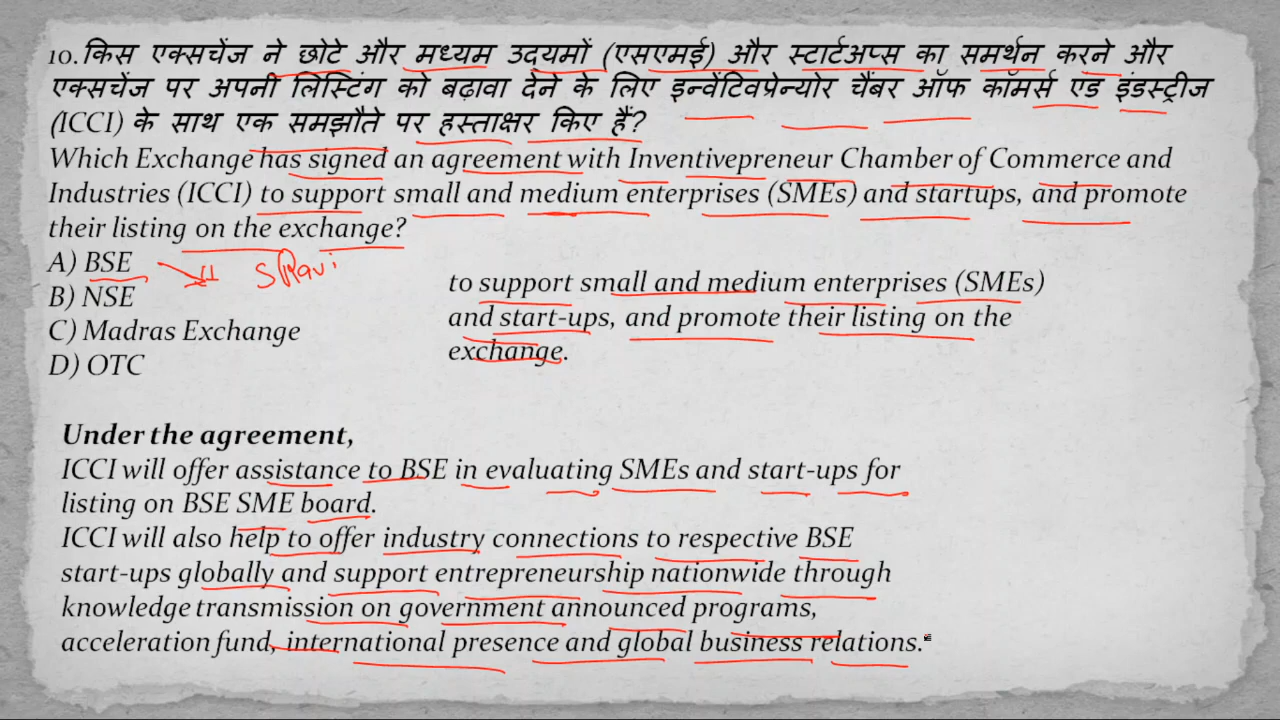 10. किस एक्सचेंज ने छोटे और मध्यम उद्यमों (एसएमई) और स्टार्टअप्स का समर्थन करने और
एक्सचेंज पर अपनी लिस्टिंग को बढ़ावा देने के लिए इन्वेंटिवप्रेन्योर चैंबर ऑफ कॉमर्स एंड इंडस्ट्रीज
(ICCI) के साथ एक समझौते पर हस्ताक्षर किए हैं?
Which Exchange has signed an agreement with Inventivepreneur Chamber of Commerce and
Industries (ICCI) to support small and medium enterprises (SMEs) and startups, and promote
their listing on the exchange?
A) BSE S Ravi
B) NSE
C) Madras Exchange
D) OTC
to support small and medium enterprises (SMEs)
and start-ups, and promote their listing on the
exchange.
Under the agreement,
ICCI will offer assistance to BSE in evaluating SMEs and start-ups for
listing on BSE SME board.
ICCI will also help to offer industry connections to respective BSE
start-ups globally and support entrepreneurship nationwide through
knowledge transmission on government announced programs,
acceleration fund, international presence and global business relations.